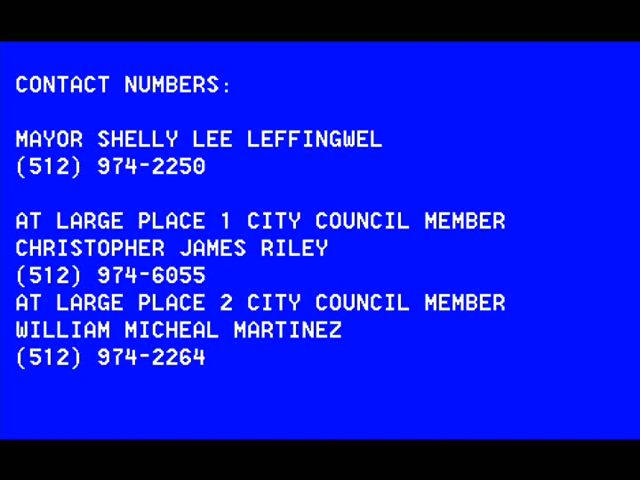 CONTACT NUMBERS:
MAYOR SHELLY LEE LEFFINGWEL
(512) 974-2250
AT LARGE PLACE 1 CITY COUNCIL MEMBER
CHRISTOPHER JAMES RILEY
(512) 974-6055
AT LARGE PLACE 2 CITY COUNCIL MEMBER
WILLIAM MICHEAL MARTINEZ
(512) 974-2264